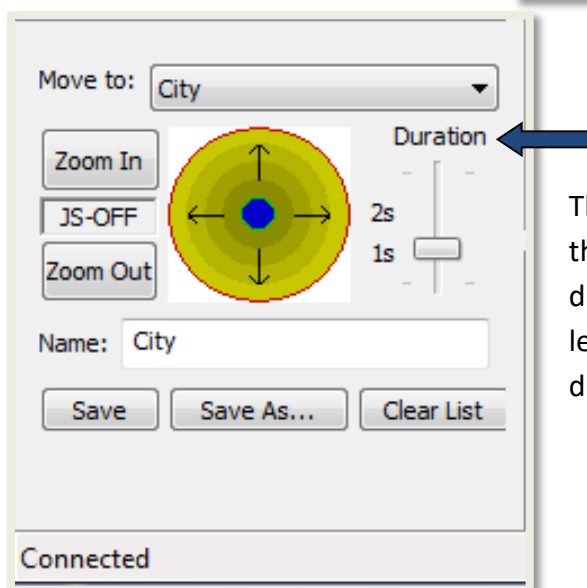 Move to: City
Duration
Zoom In
JS-OFF
Zoom Out
2s
1s
Name: City
Save Save As... Clear List
Connected